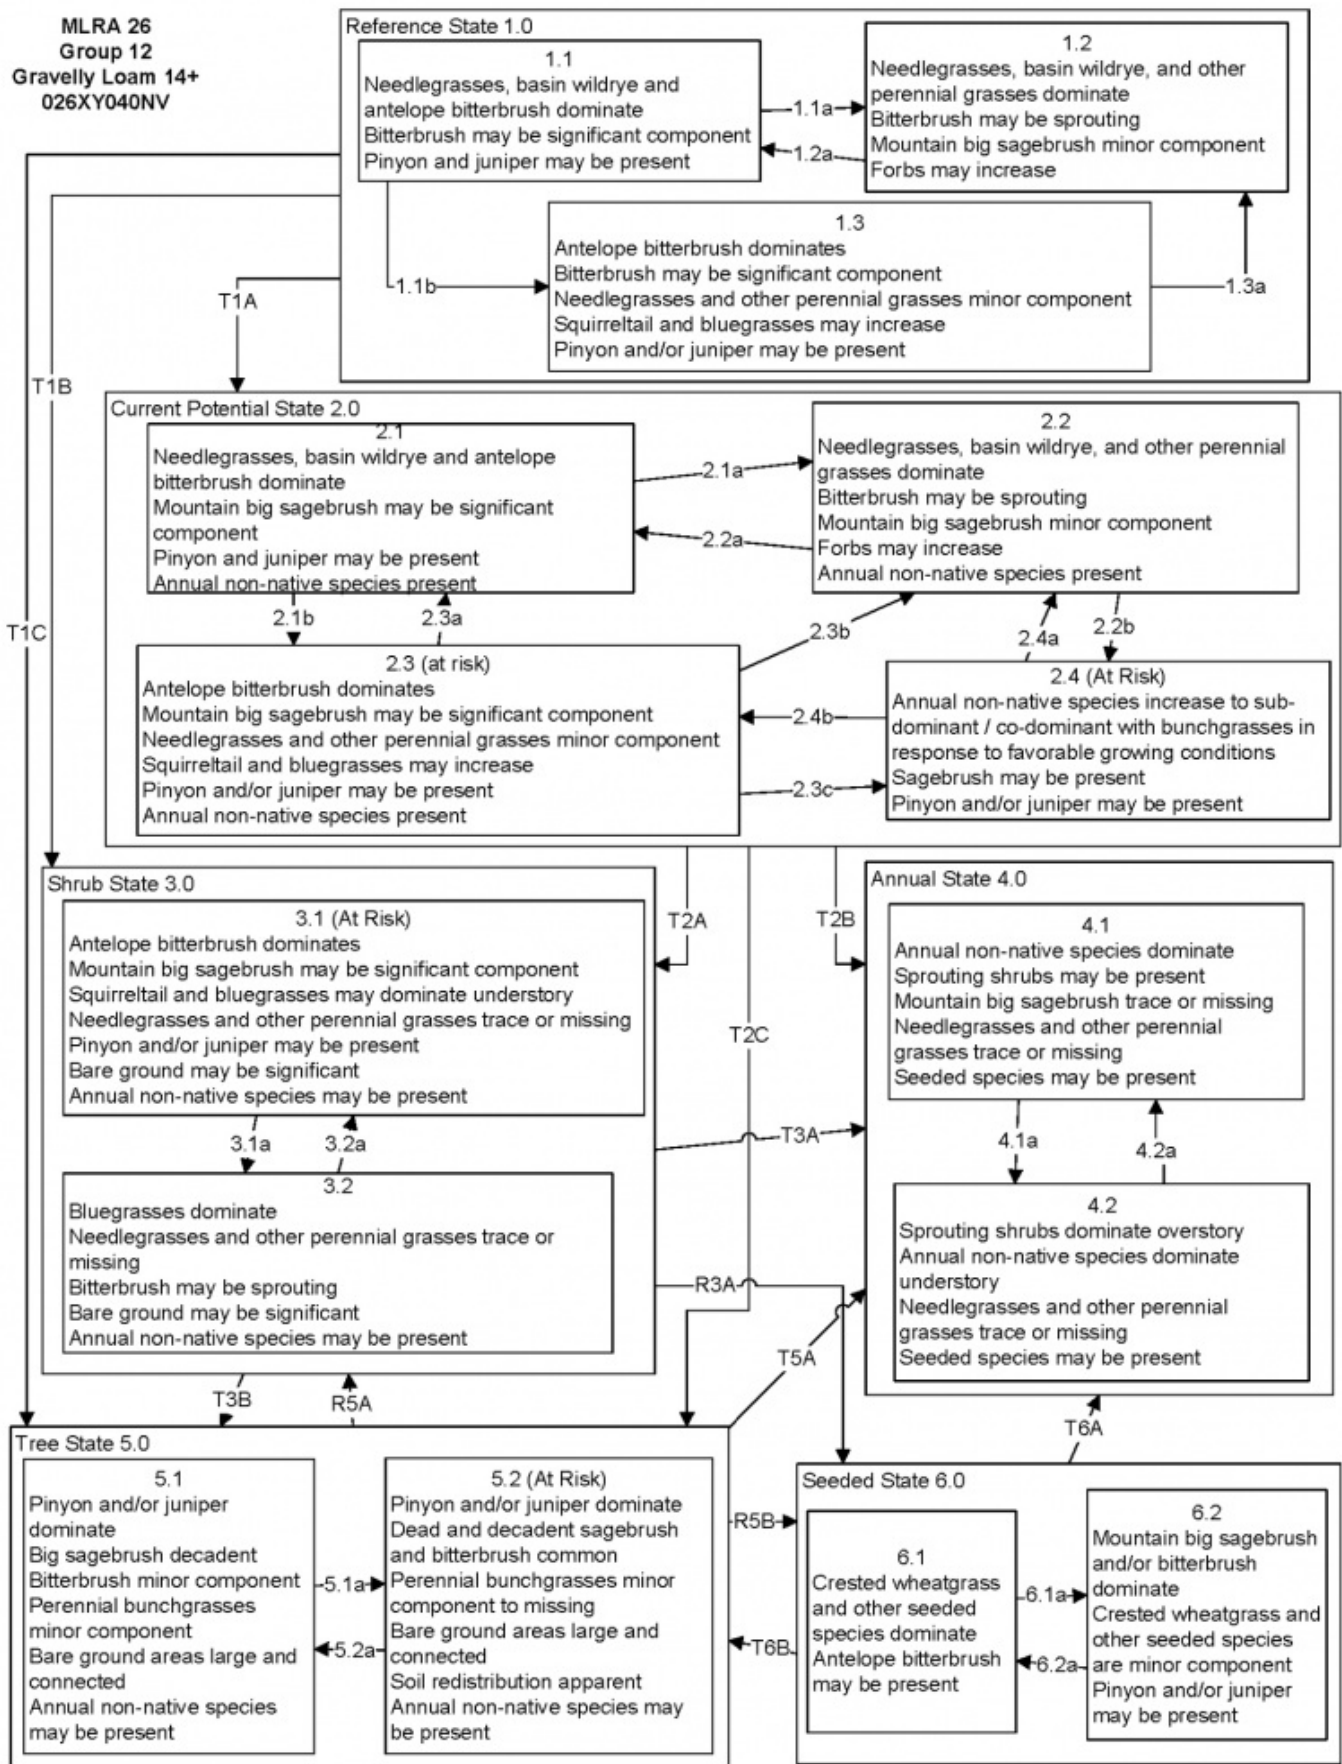 MLRA 26
Group 12
Gravelly Loam 14+
026XY040NV
Reference State 1.0
1.1
Needlegrasses, basin wildrye and
antelope bitterbrush dominate
Bitterbrush may be significant component
Pinyon and juniper may be present
1.1a
1.2a
1.2
Needlegrasses, basin wildrye, and other
perennial grasses dominate
Bitterbrush may be sprouting
Mountain big sagebrush minor component
Forbs may increase
1.3
Antelope bitterbrush dominates
Bitterbrush may be significant component
Needlegrasses and other perennial grasses minor component
Squirreltail and bluegrasses may increase
Pinyon and/or juniper may be present
1.1b
1.3a
T1A
T1B
T1C
Current Potential State 2.0
2.1
Needlegrasses, basin wildrye and antelope
bitterbrush dominate
Mountain big sagebrush may be significant
component
Pinyon and juniper may be present
Annual non-native species present
2.1a
2.2a
2.2
Needlegrasses, basin wildrye, and other perennial
grasses dominate
Bitterbrush may be sprouting
Mountain big sagebrush minor component
Forbs may increase
Annual non-native species present
2.1b
2.3a
2.3b
2.4a
2.2b
2.3 (at risk)
Antelope bitterbrush dominates
Mountain big sagebrush may be significant component
Needlegrasses and other perennial grasses minor component
Squirreltail and bluegrasses may increase
Pinyon and/or juniper may be present
Annual non-native species present
2.4b
2.3c
2.4 (At Risk)
Annual non-native species increase to sub-
dominant / co-dominant with bunchgrasses in
response to favorable growing conditions
Sagebrush may be present
Pinyon and/or juniper may be present
T2A
T2B
T2C
Shrub State 3.0
3.1 (At Risk)
Antelope bitterbrush dominates
Mountain big sagebrush may be significant component
Squirreltail and bluegrasses may dominate understory
Needlegrasses and other perennial grasses trace or missing
Pinyon and/or juniper may be present
Bare ground may be significant
Annual non-native species may be present
3.1a
3.2a
3.2
Bluegrasses dominate
Needlegrasses and other perennial grasses trace or
missing
Bitterbrush may be sprouting
Bare ground may be significant
Annual non-native species may be present
T3A
R3A
T5A
Annual State 4.0
4.1
Annual non-native species dominate
Sprouting shrubs may be present
Mountain big sagebrush trace or missing
Needlegrasses and other perennial
grasses trace or missing
Seeded species may be present
4.1a
4.2a
4.2
Sprouting shrubs dominate overstory
Annual non-native species dominate
understory
Needlegrasses and other perennial
grasses trace or missing
Seeded species may be present
T3B
R5A
T6A
Tree State 5.0
5.1
Pinyon and/or juniper
dominate
Big sagebrush decadent
Bitterbrush minor component
Perennial bunchgrasses
minor component
Bare ground areas large and
connected
Annual non-native species
may be present
5.1a
5.2a
5.2 (At Risk)
Pinyon and/or juniper dominate
Dead and decadent sagebrush
and bitterbrush common
Perennial bunchgrasses minor
component to missing
Bare ground areas large and
connected
Soil redistribution apparent
Annual non-native species may
be present
R5B
T6B
Seeded State 6.0
6.1
Crested wheatgrass
and other seeded
species dominate
Antelope bitterbrush
may be present
6.1a
6.2a
6.2
Mountain big sagebrush
and/or bitterbrush
dominate
Crested wheatgrass and
other seeded species
are minor component
Pinyon and/or juniper
may be present